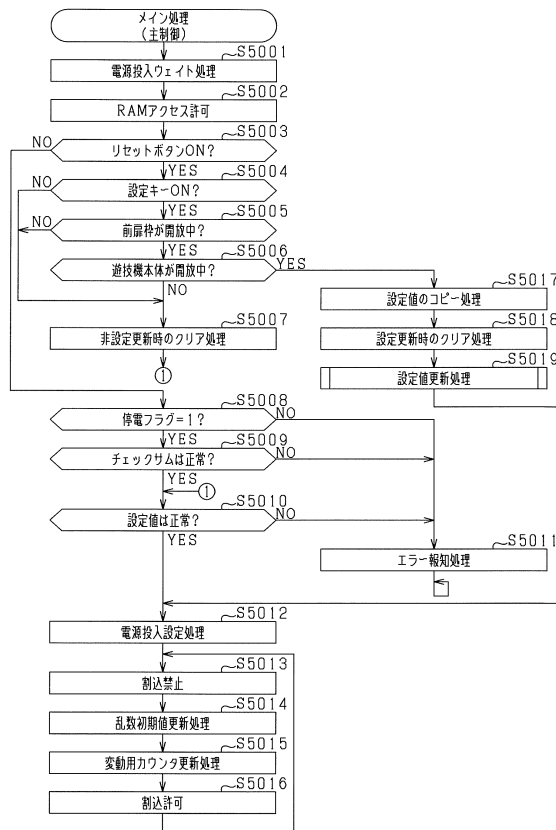 メイン処理
(主制御)
S5001
電源投入ウェイト処理
S5002
RAMアクセス許可
S5003
リセットボタンON?
NO
YES
S5004
設定キーON?
NO
YES
S5005
前扉枠が開放中?
NO
YES
S5006
遊技機本体が開放中?
YES
NO
S5007
非設定更新時のクリア処理
①
S5017
設定値のコピー処理
S5018
設定更新時のクリア処理
S5019
設定値更新処理
S5008
停電フラグ=1?
NO
YES
S5009
チェックサムは正常?
NO
YES
①
S5010
設定値は正常?
NO
YES
S5011
エラー報知処理
S5012
電源投入設定処理
S5013
割込禁止
S5014
乱数初期値更新処理
S5015
変動用カウンタ更新処理
S5016
割込許可